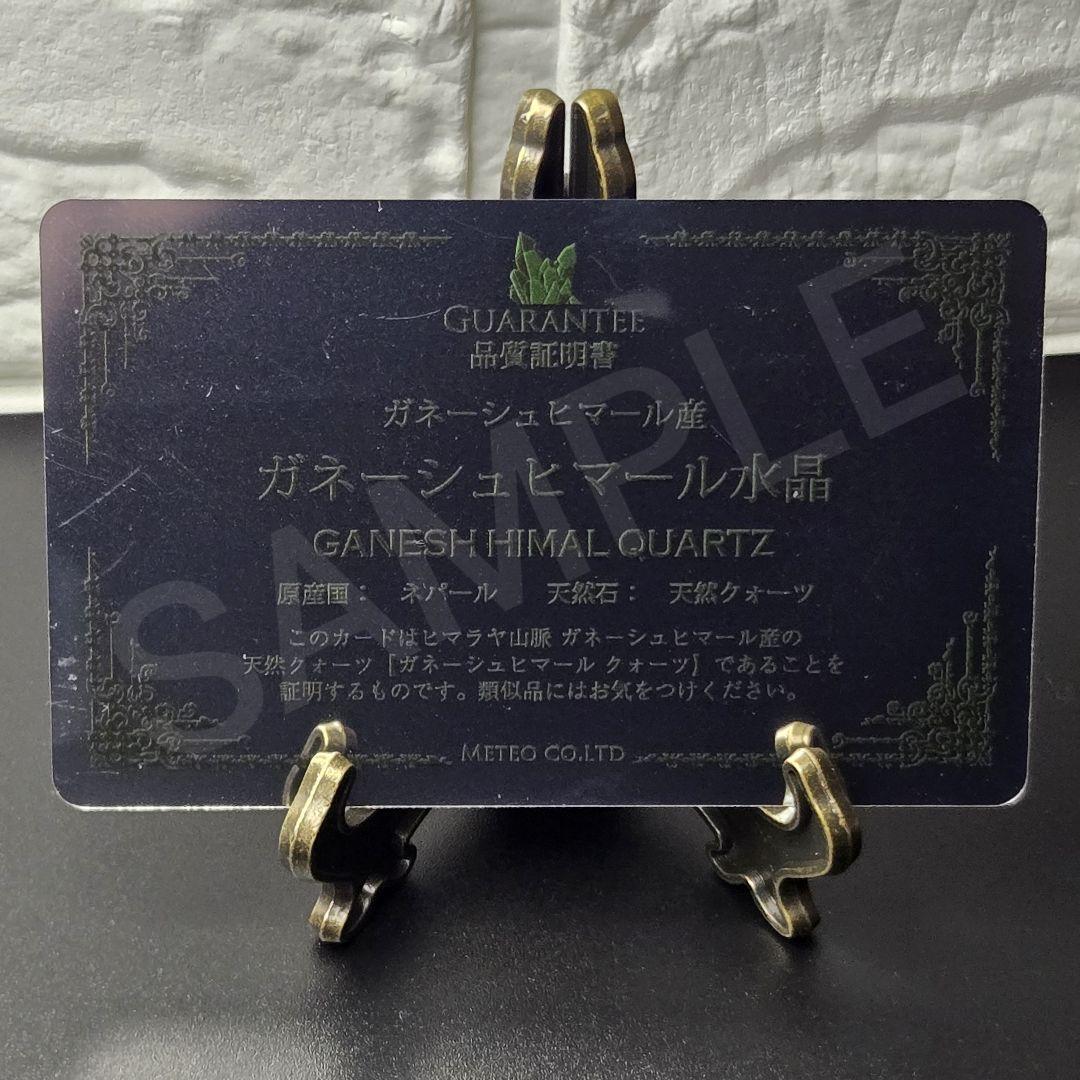 GUARANTEE
品質証明書
ガネーシュヒマール産
ガネーシュヒマール水晶
GANESH HIMAL QUARTZ
原産国： ネパール 天然石： 天然クォーツ
このカードはヒマラヤ山脈 ガネーシュヒマール産の
天然クォーツ「ガネーシュヒマール クォーツ」であることを
証明するものです。類似品にはお気をつけください。
METEO CO.LTD
SAMPLE